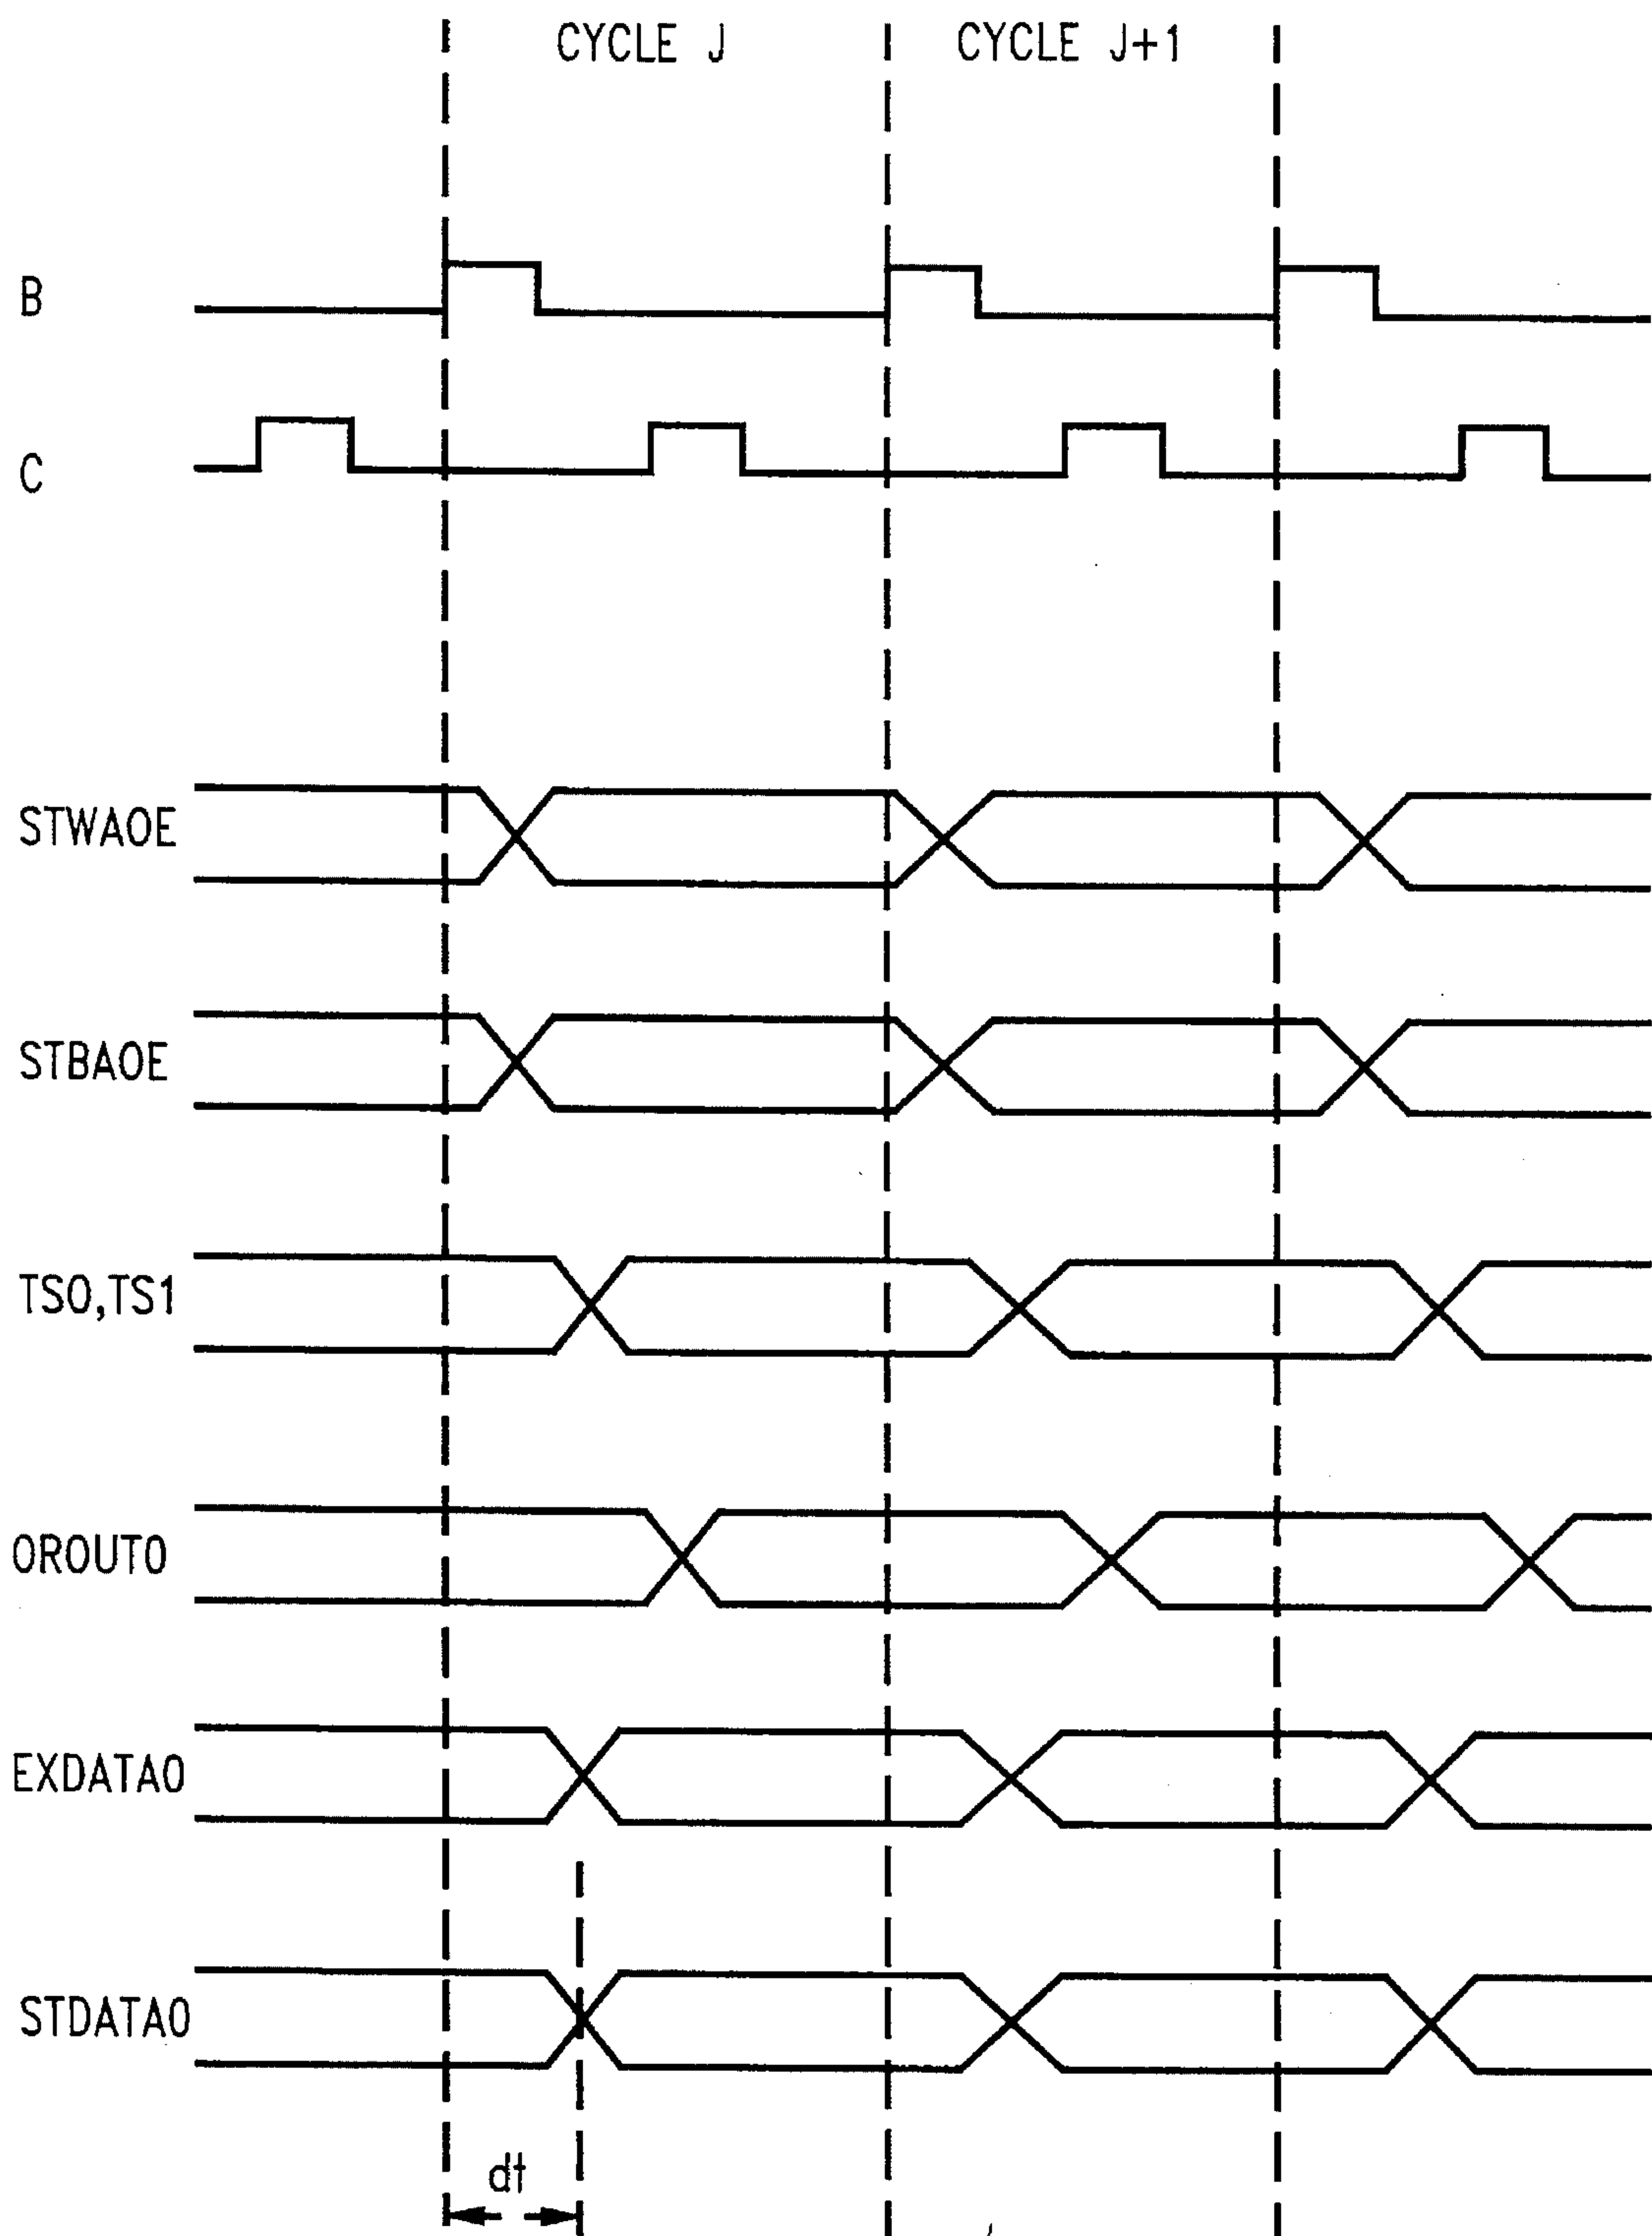 CYCLE J
CYCLE J+1
B
C
STWAOE
STBAOE
TS0,TS1
OROUT0
EXDATA0
STDATA0
dt